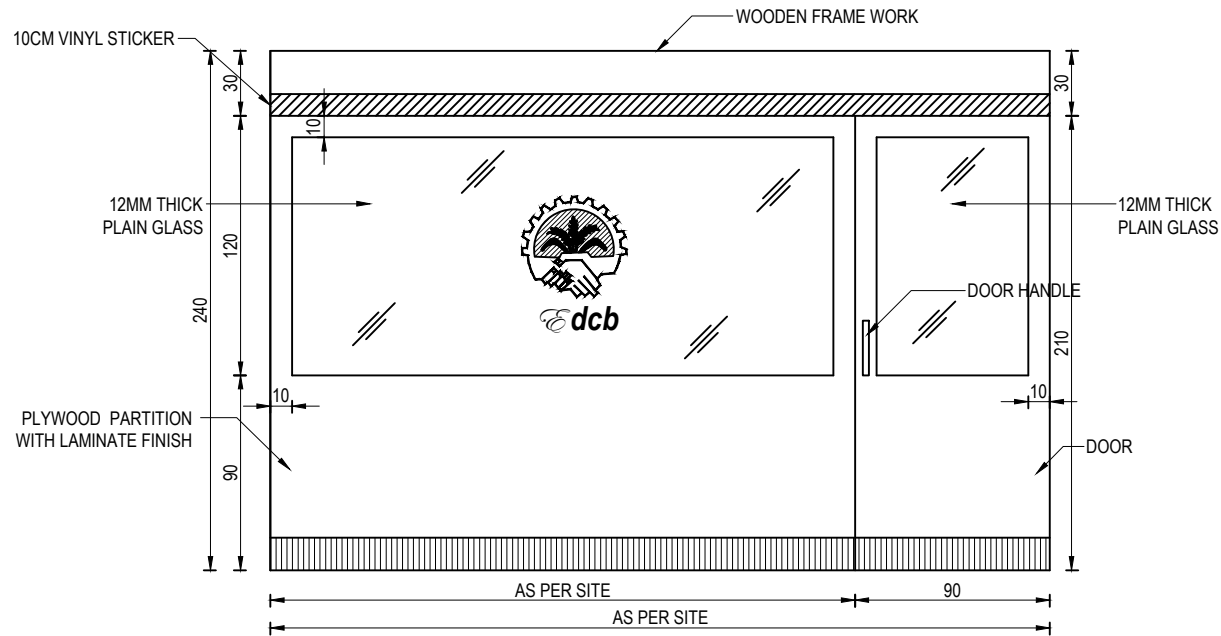 WOODEN FRAME WORK
10CM VINYL STICKER
30
30
10
12MM THICK
PLAIN GLASS
12MM THICK
PLAIN GLASS
120
240
DOOR HANDLE
Edcb
210
10
10
PLYWOOD PARTITION
WITH LAMINATE FINISH
DOOR
90
AS PER SITE
90
AS PER SITE